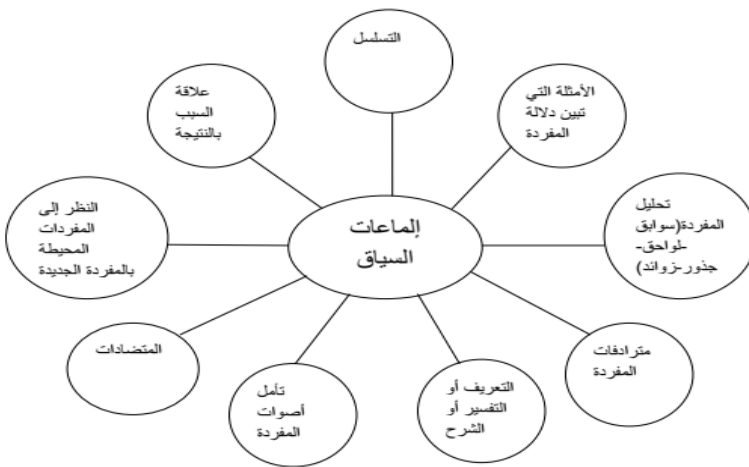 التسلسل
الأمثلة التي
تبين دلالة
المفردة
علاقة
السبب
بالنتيجة
إلماعات
السياق
تحليل
المفردة(سوابق
-لواحق-
جذور-زوائد)
النظر إلى
المفردات
المحيطة
بالمفردة الجديدة
مترادفات
المفردة
المتضادات
التعريف أو
التفسير أو
الشرح
تأمل
أصوات
المفردة